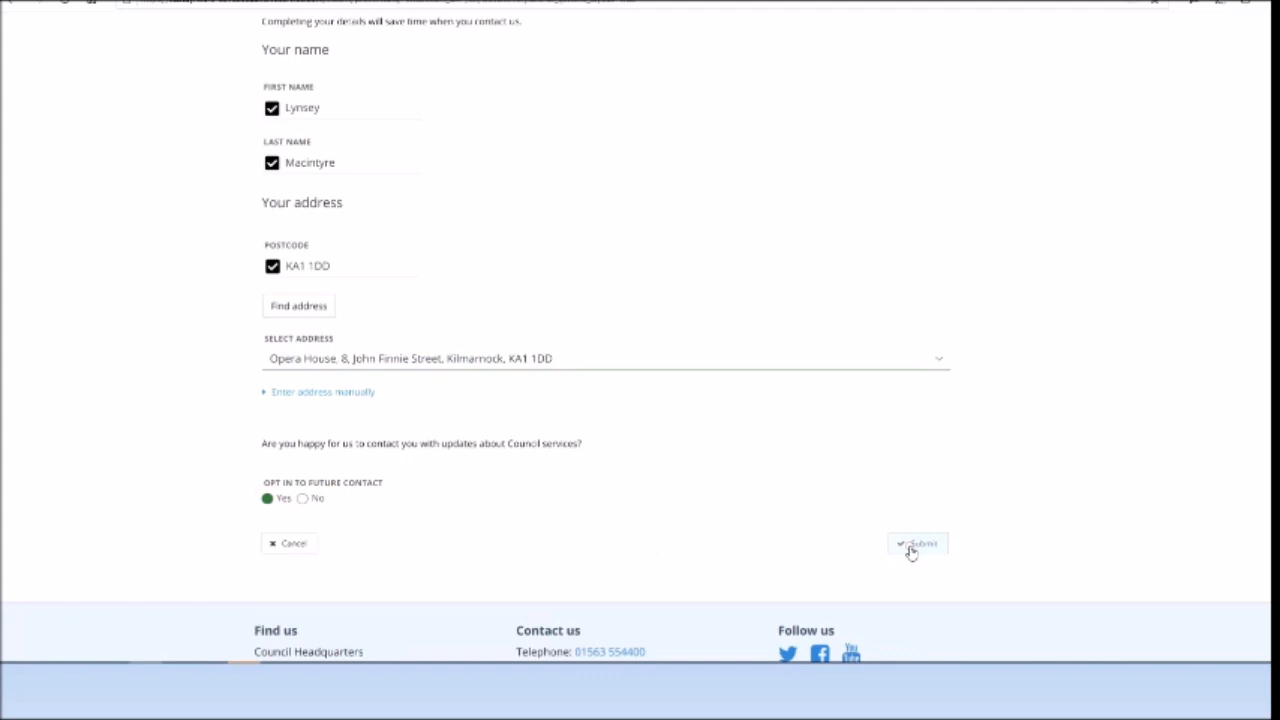 Completing your details will save time when you contact us.
Your name
FIRST NAME
Lynsey
LAST NAME
Macintyre
Your address
POSTCODE
KA1 1DD
Find address
SELECT ADDRESS
Opera House, 8, John Finnie Street, Kilmarnock, KA1 1DD
Enter address manually
Are you happy for us to contact you with updates about Council services?
OPT IN TO FUTURE CONTACT
Yes No
Cancel Submit
Find us Contact us Follow us
Council Headquarters Telephone: 01563 554400
You Tube